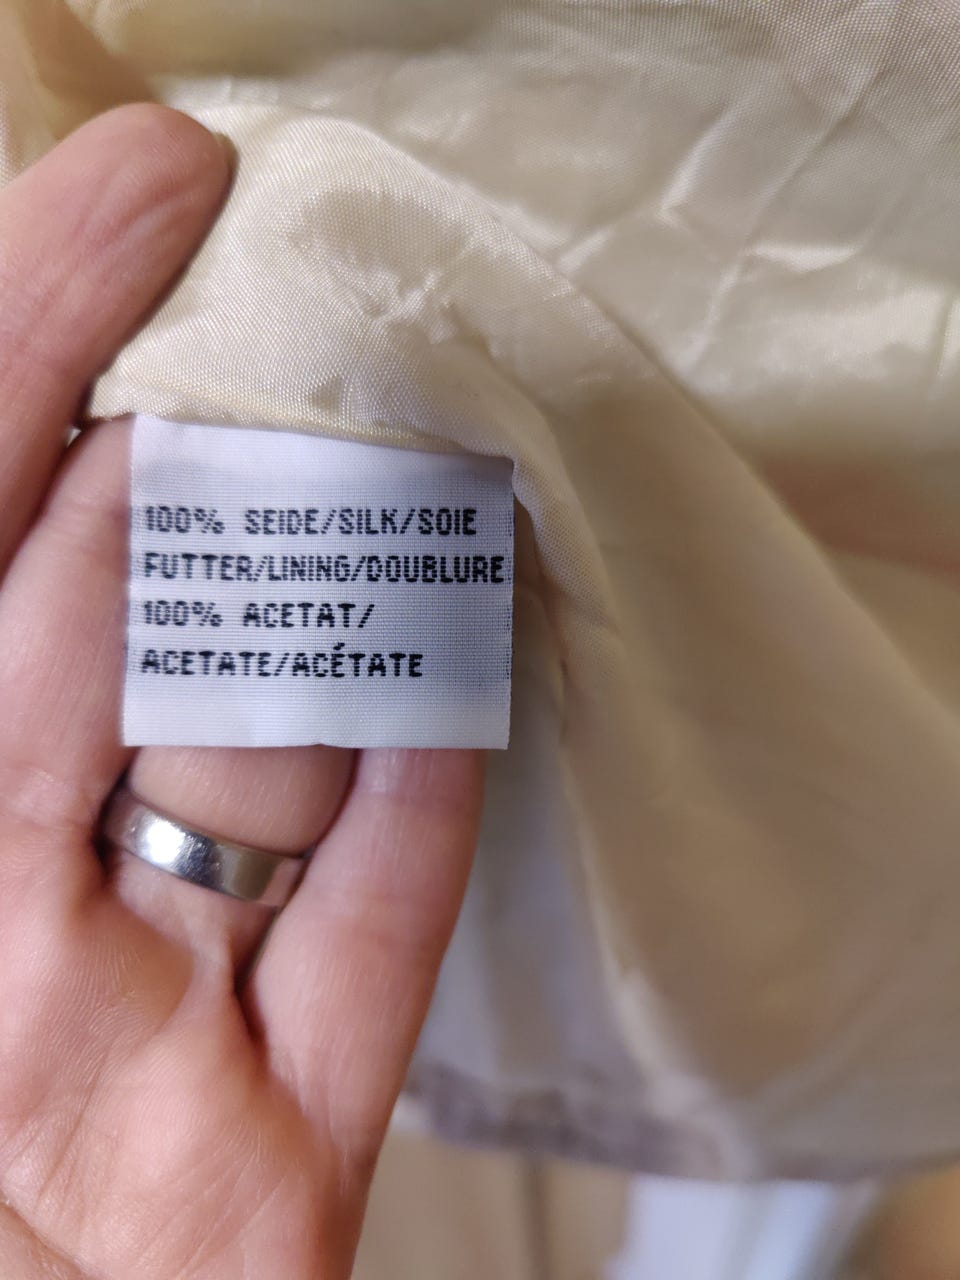 100% SEIDE/SILK/SOIE
FUTTER/LINING/DOUBLURE
100% ACETAT/
ACETATE/ACÉTATE